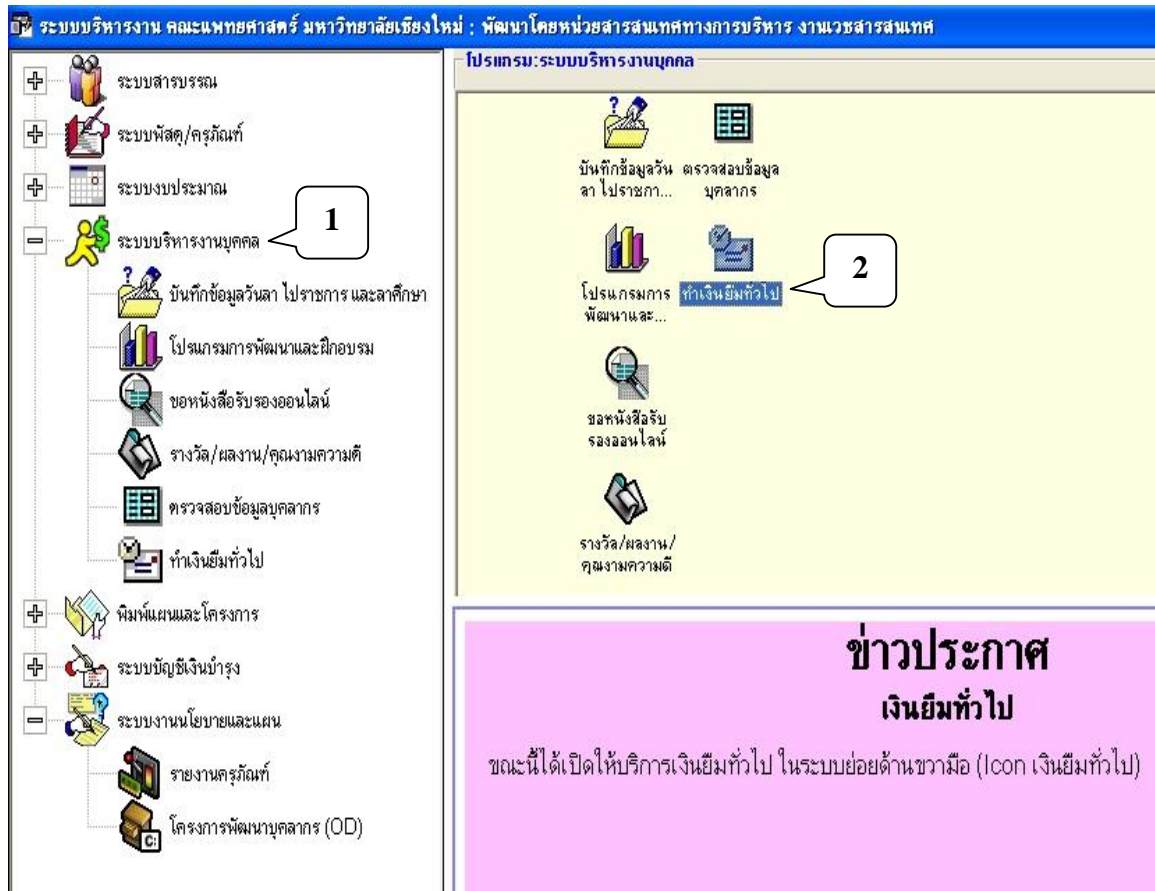 ระบบบริหารงาน คณะแพทยศาสตร์ มหาวิทยาลัยเชียงใหม่ : พัฒนาโดยหน่วยสารสนเทศทางการบริหาร งานเวชสารสนเทศ
ระบบสารบรรณ
ระบบพัสดุ/ครุภัณฑ์
ระบบงบประมาณ
ระบบบริหารงานบุคคล
1
บันทึกข้อมูลวันลา ไปราชการ และลาศึกษา
โปรแกรมการพัฒนาและฝึกอบรม
ขอหนังสือรับรองออนไลน์
รางวัล/ผลงาน/คุณงามความดี
ตรวจสอบข้อมูลบุคลากร
ทำเงินยืมทั่วไป
พิมพ์แผนและโครงการ
ระบบบัญชีเงินบำรุง
ระบบงานนโยบายและแผน
รายงานครุภัณฑ์
C:
โครงการพัฒนาบุคลากร (OD)
โปรแกรม:ระบบบริหารงานบุคคล
บันทึกข้อมูลวัน
ลา ไปราชกา...
ตรวจสอบข้อมูล
บุคลากร
โปรแกรมการ
พัฒนาและ...
ทำเงินยืมทั่วไป
2
ขอหนังสือรับ
รองออนไลน์
รางวัล/ผลงาน/
คุณงามความดี
ข่าวประกาศ
เงินยืมทั่วไป
ขณะนี้ได้เปิดให้บริการเงินยืมทั่วไป ในระบบย่อยด้านขวามือ (Icon เงินยืมทั่วไป)